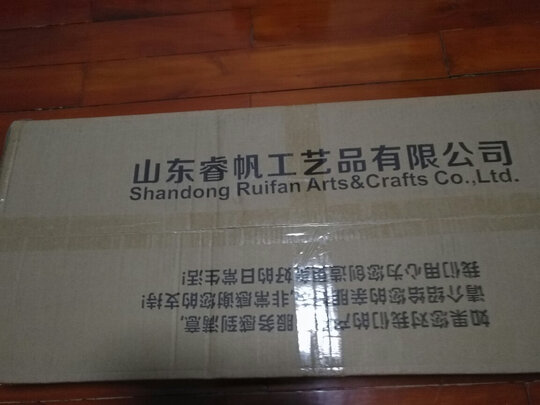 山东睿帆工艺品有限公司
Shandong Ruifan Arts&Crafts Co.,Ltd.
如果您对我们的产 服务感到满意,
请介绍给您的亲朋好友,非常感谢您的支持!
我们用心为您创造更美好的日常生活!